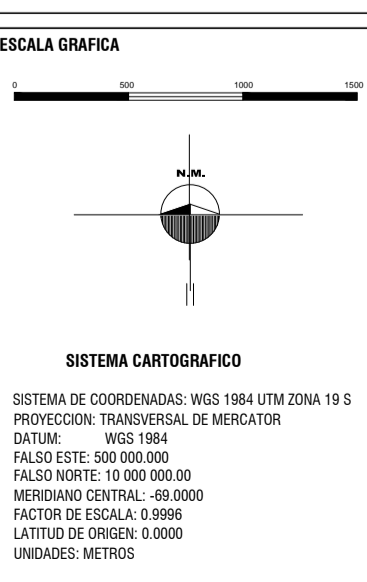 ESCALA GRAFICA
0 500 1000 1500
N.M.
SISTEMA CARTOGRAFICO
SISTEMA DE COORDENADAS: WGS 1984 UTM ZONA 19 S
PROYECCION: TRANSVERSAL DE MERCATOR
DATUM: WGS 1984
FALSO ESTE: 500 000.000
FALSO NORTE: 10 000 000.00
MERIDIANO CENTRAL: -69.0000
FACTOR DE ESCALA: 0.9996
LATITUD DE ORIGEN: 0.0000
UNIDADES: METROS